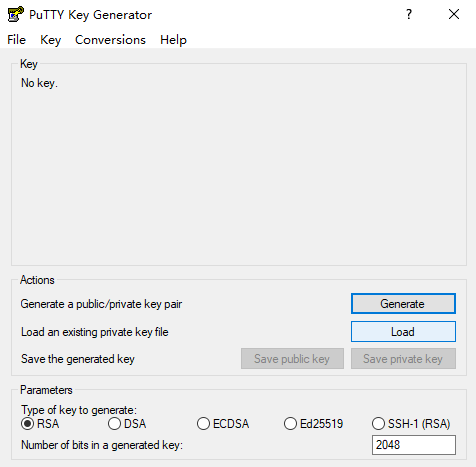 PuTTY Key Generator
File Key Conversions Help
Key
No key.
Actions
Generate a public/private key pair Generate
Load an existing private key file Load
Save the generated key Save public key Save private key
Parameters
Type of key to generate:
RSA DSA ECDSA Ed25519 SSH-1 (RSA)
Number of bits in a generated key: 2048